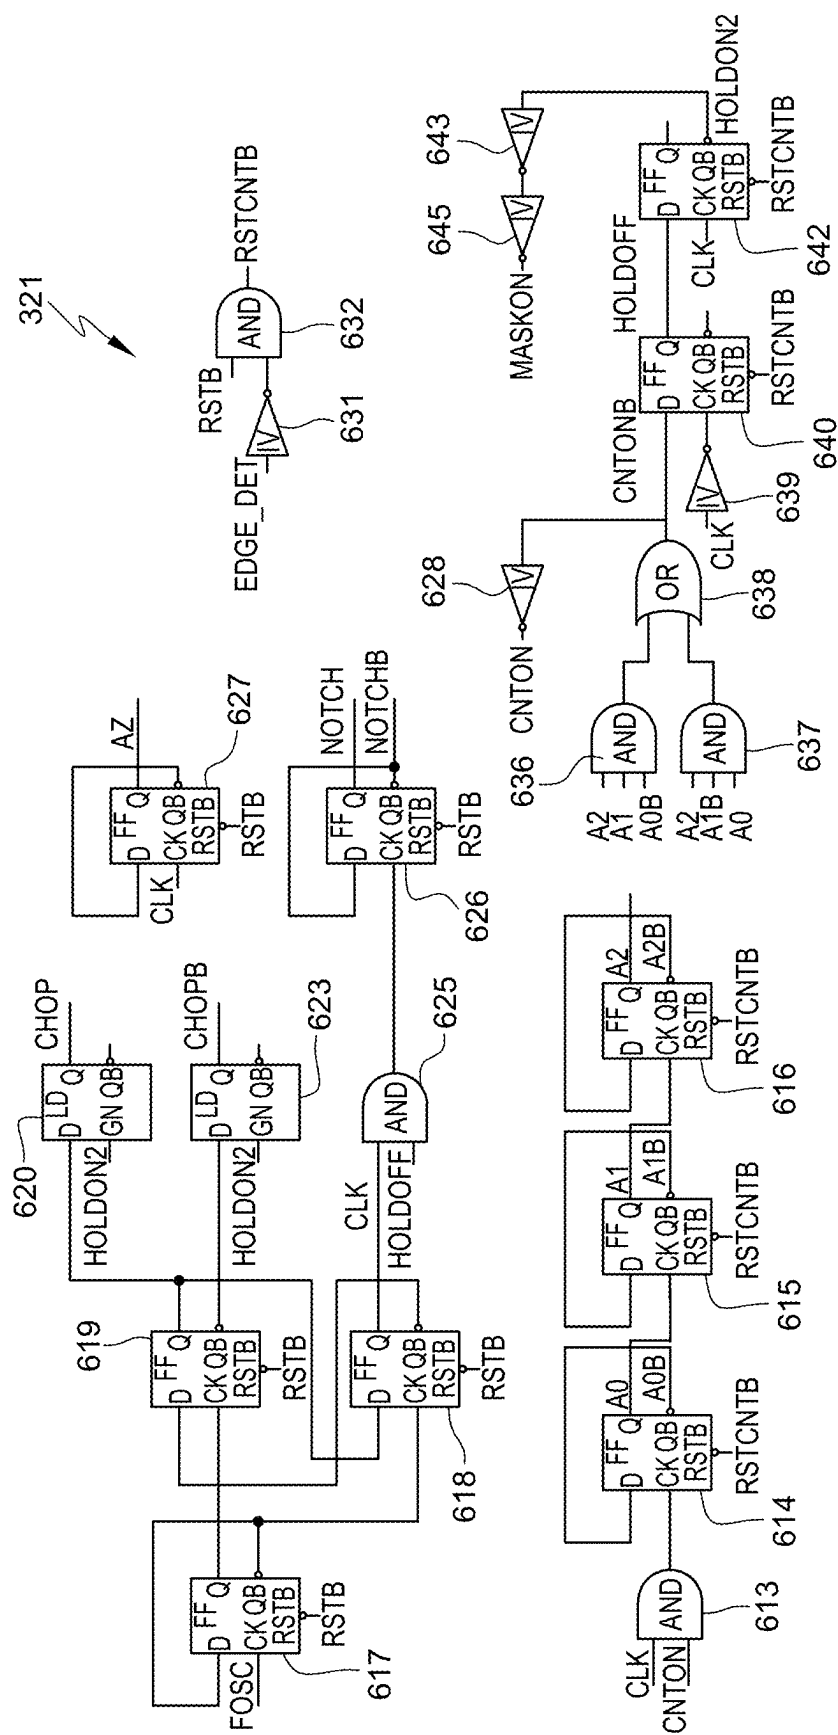 321
FOSC
D FF Q
CK QB
RSTB
RSTB
617
619
D FF Q
CK QB
RSTB
RSTB
D FF Q
CK QB
RSTB
RSTB
618
620
D LD Q
GN QB
HOLDON2
CHOP
D LD Q
GN QB
HOLDON2
CHOPB
623
CLK
HOLDOFF
AND
625
D FF Q
CK QB
RSTB
CLK
RSTB
AZ
627
D FF Q
CK QB
RSTB
RSTB
NOTCH
NOTCHB
626
EDGE_DET
IV
631
RSTB
AND
632
RSTCNTB
CLK
CNTON
AND
613
D FF Q
CK QB
RSTB
A0
A0B
RSTCNTB
614
D FF Q
CK QB
RSTB
A1
A1B
RSTCNTB
615
D FF Q
CK QB
RSTB
A2
A2B
RSTCNTB
616
A2
A1
A0B
AND
636
A2
A1B
A0
AND
637
OR
638
CNTON
IV
628
CNTONB
CLK
IV
639
D FF Q
CK QB
RSTB
RSTCNTB
640
HOLDOFF
CLK
D FF Q
CK QB
RSTB
RSTCNTB
642
HOLDON2
MASKON
IV
645
IV
643